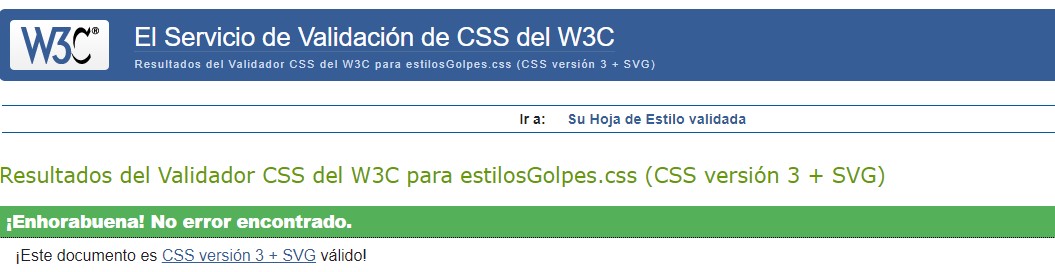 W3C®
El Servicio de Validación de CSS del W3C
Resultados del Validador CSS del W3C para estilosGolpes.css (CSS versión 3 + SVG)
Ir a: Su Hoja de Estilo validada
Resultados del Validador CSS del W3C para estilosGolpes.css (CSS versión 3 + SVG)
¡Enhorabuena! No error encontrado.
¡Este documento es CSS versión 3 + SVG válido!